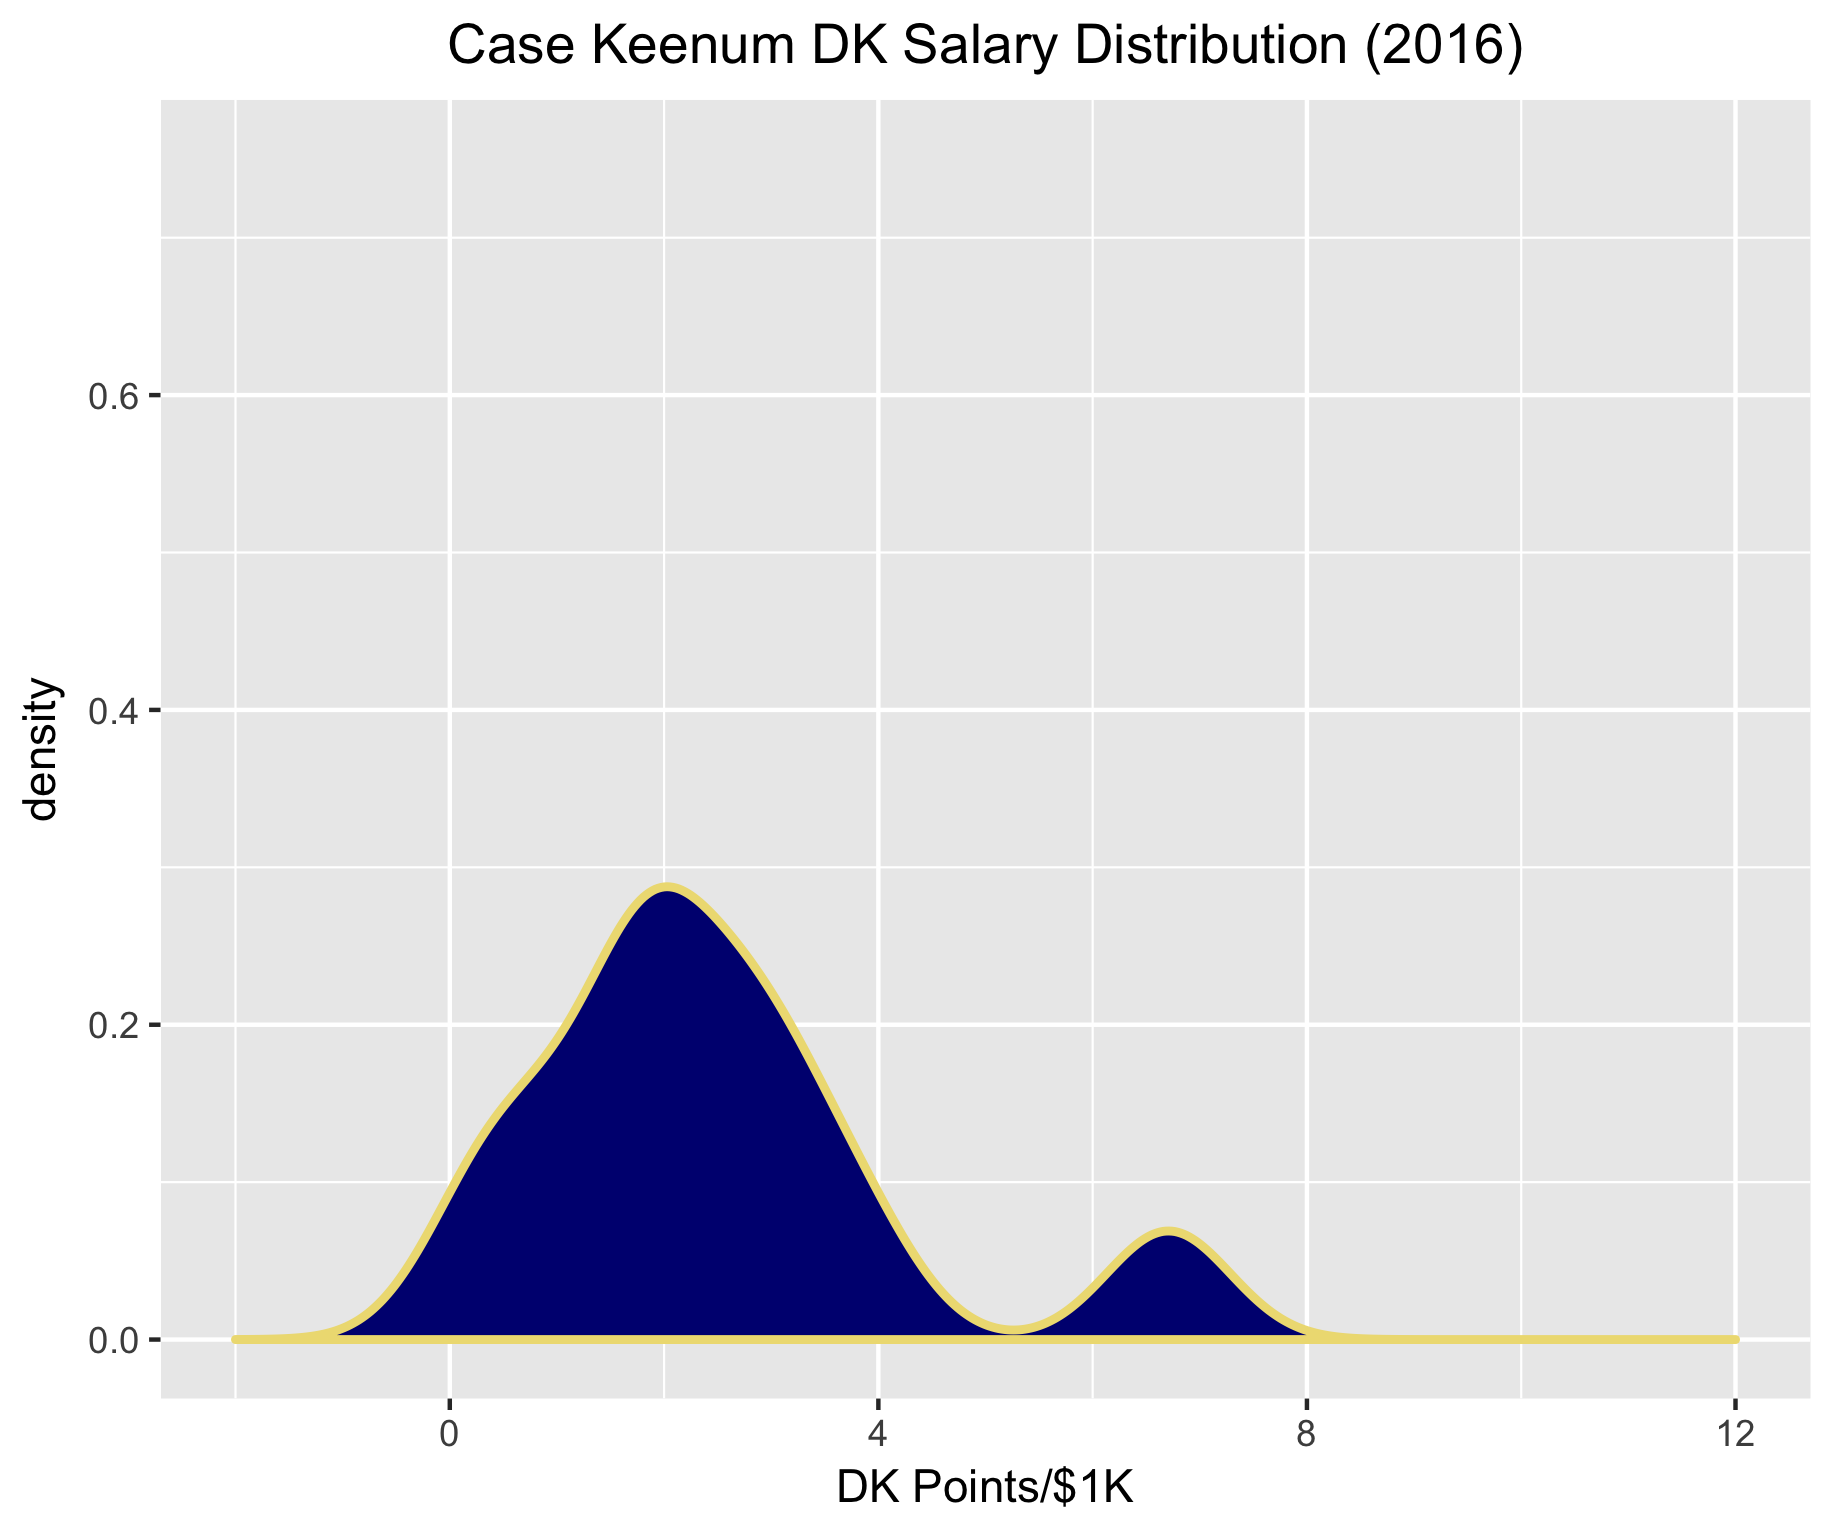 Case Keenum DK Salary Distribution (2016)
density
0.6
0.4
0.2
0.0
0 4 8 12
DK Points/$1K